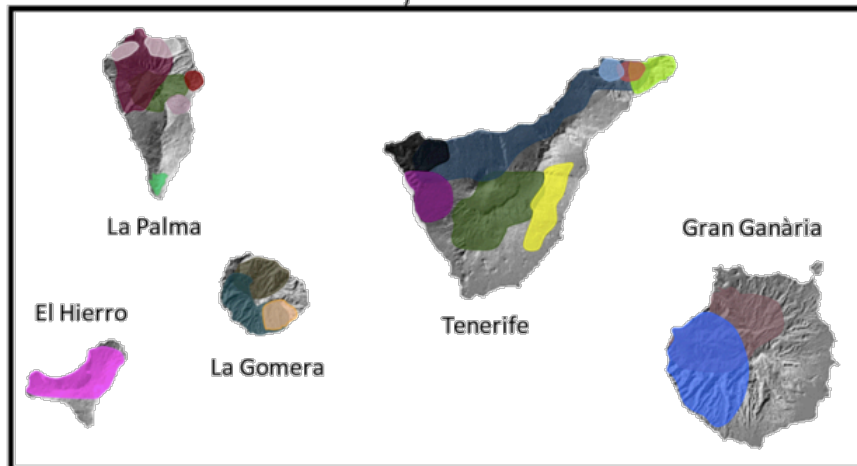 La Palma
Gran Ganària
El Hierro
Tenerife
La Gomera